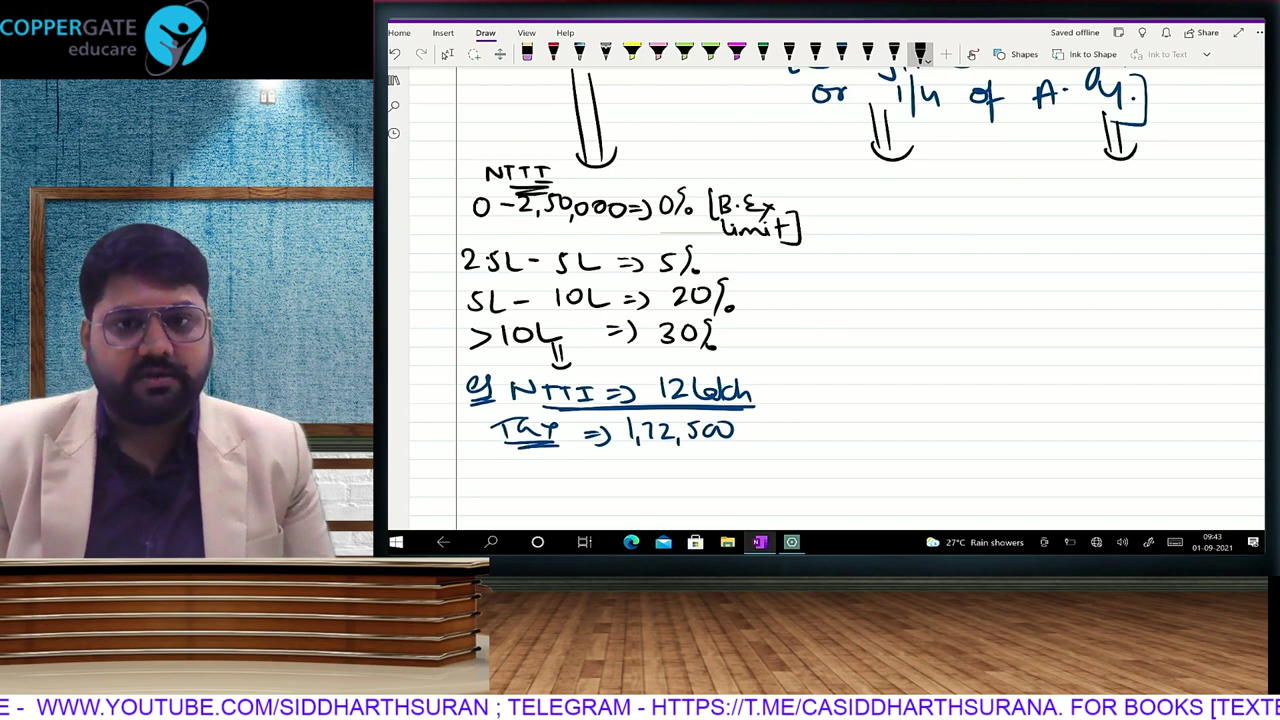 COPPERGATE
educare
Home Insert Draw View Help
Saved offline Share
Shapes Ink to Shape Ink to Text
or 1/4 of A. ay.]
NTTI
0 - 2,50,000 => 0% [B.Ex
limit]
2.5L - 5L => 5%
5L - 10L => 20%
>10L => 30%
eg NTTI => 12 Lakh
Tax => 1,72,500
27°C Rain showers
09:43
01-09-2021
E - WWW.YOUTUBE.COM/SIDDHARTHSURAN ; TELEGRAM - HTTPS://T.ME/CASIDDHARTHSURANA. FOR BOOKS [TEXTE